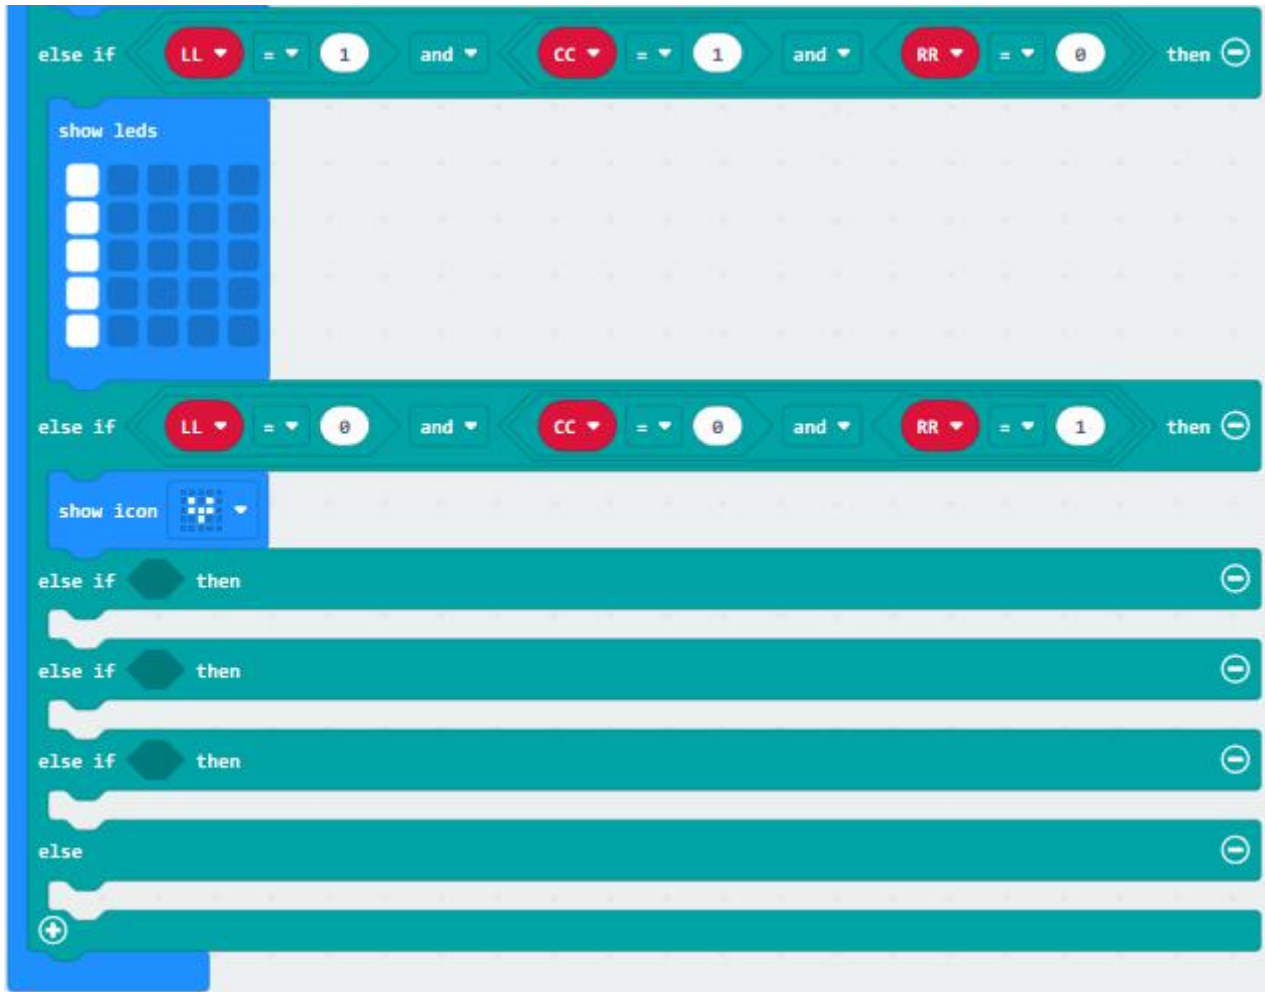 else if LL = 1 and CC = 1 and RR = 0 then
show leds
else if LL = 0 and CC = 0 and RR = 1 then
show icon
else if then
else if then
else if then
else